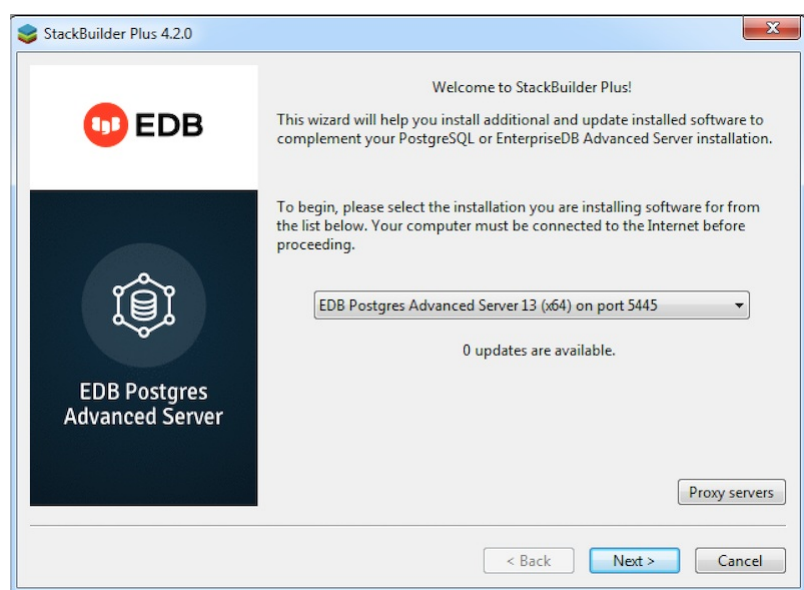 StackBuilder Plus 4.2.0
EDB
EDB Postgres
Advanced Server
Welcome to StackBuilder Plus!
This wizard will help you install additional and update installed software to
complement your PostgreSQL or EnterpriseDB Advanced Server installation.
To begin, please select the installation you are installing software for from
the list below. Your computer must be connected to the Internet before
proceeding.
EDB Postgres Advanced Server 13 (x64) on port 5445
0 updates are available.
Proxy servers
< Back
Next >
Cancel